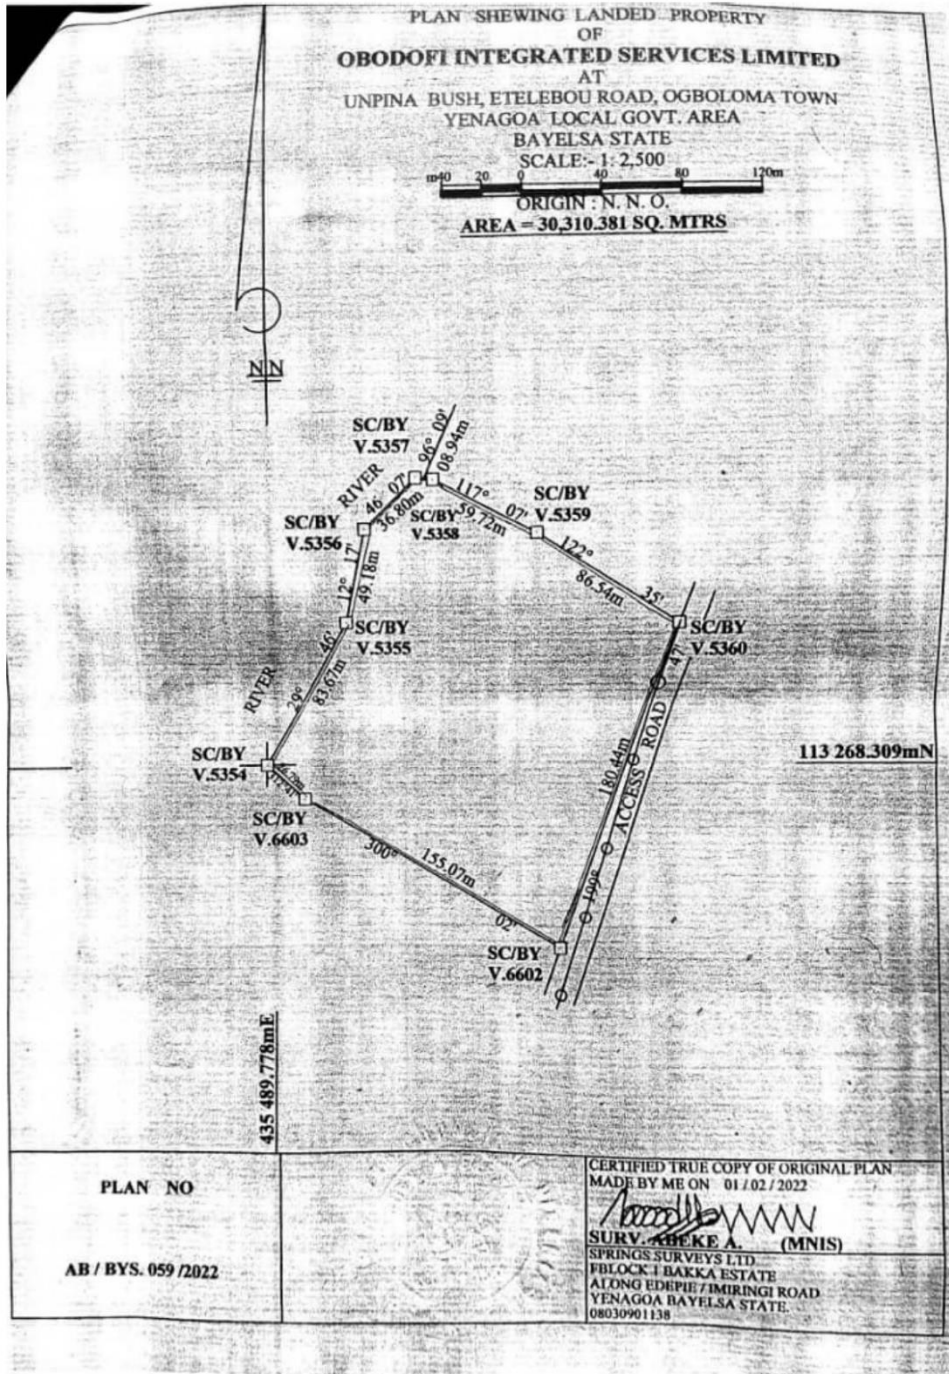 PLAN SHEWING LANDED PROPERTY
OF
OBODOFI INTEGRATED SERVICES LIMITED
AT
UNPINA BUSH, ETELEBOU ROAD, OGBOLOMA TOWN
YENAGOA LOCAL GOVT. AREA
BAYELSA STATE
SCALE:- 1: 2,500
m40 20 0 40 80 120m
ORIGIN : N. N. O.
AREA = 30,310.381 SQ. MTRS
N N
SC/BY
V.5357
96° 09'
08.94m
RIVER
46 07'
36.80m
SC/BY
V.5358
117° 07'
59.72m
SC/BY
V.5359
SC/BY
V.5356
122° 35'
86.54m
12° 17'
49.18m
SC/BY
V.5355
SC/BY
V.5360
RIVER
29° 46'
83.67m
47'
ACCESS ROAD
180.44m
199°
SC/BY
V.5354
113 268.309mN
SC/BY
V.6603
300° 02'
155.07m
SC/BY
V.6602
435 489.778mE
PLAN NO
AB / BYS. 059 /2022
CERTIFIED TRUE COPY OF ORIGINAL PLAN
MADE BY ME ON 01 / 02 / 2022
SURV. ABEKE A. (MNIS)
SPRINGS SURVEYS LTD
FBLOCK 1 BAKKA ESTATE
ALONG EDEPIE / IMIRINGI ROAD
YENAGOA BAYELSA STATE.
08030901138